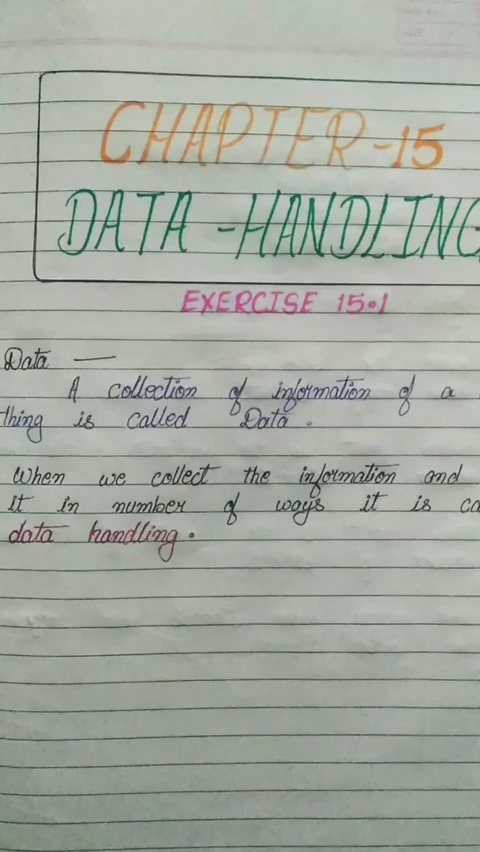 CHAPTER-15
DATA-HANDLING
EXERCISE 15.1
Data —
A collection of information of a
thing is called Data.
When we collect the information and
it in number of ways it is ca
data handling.